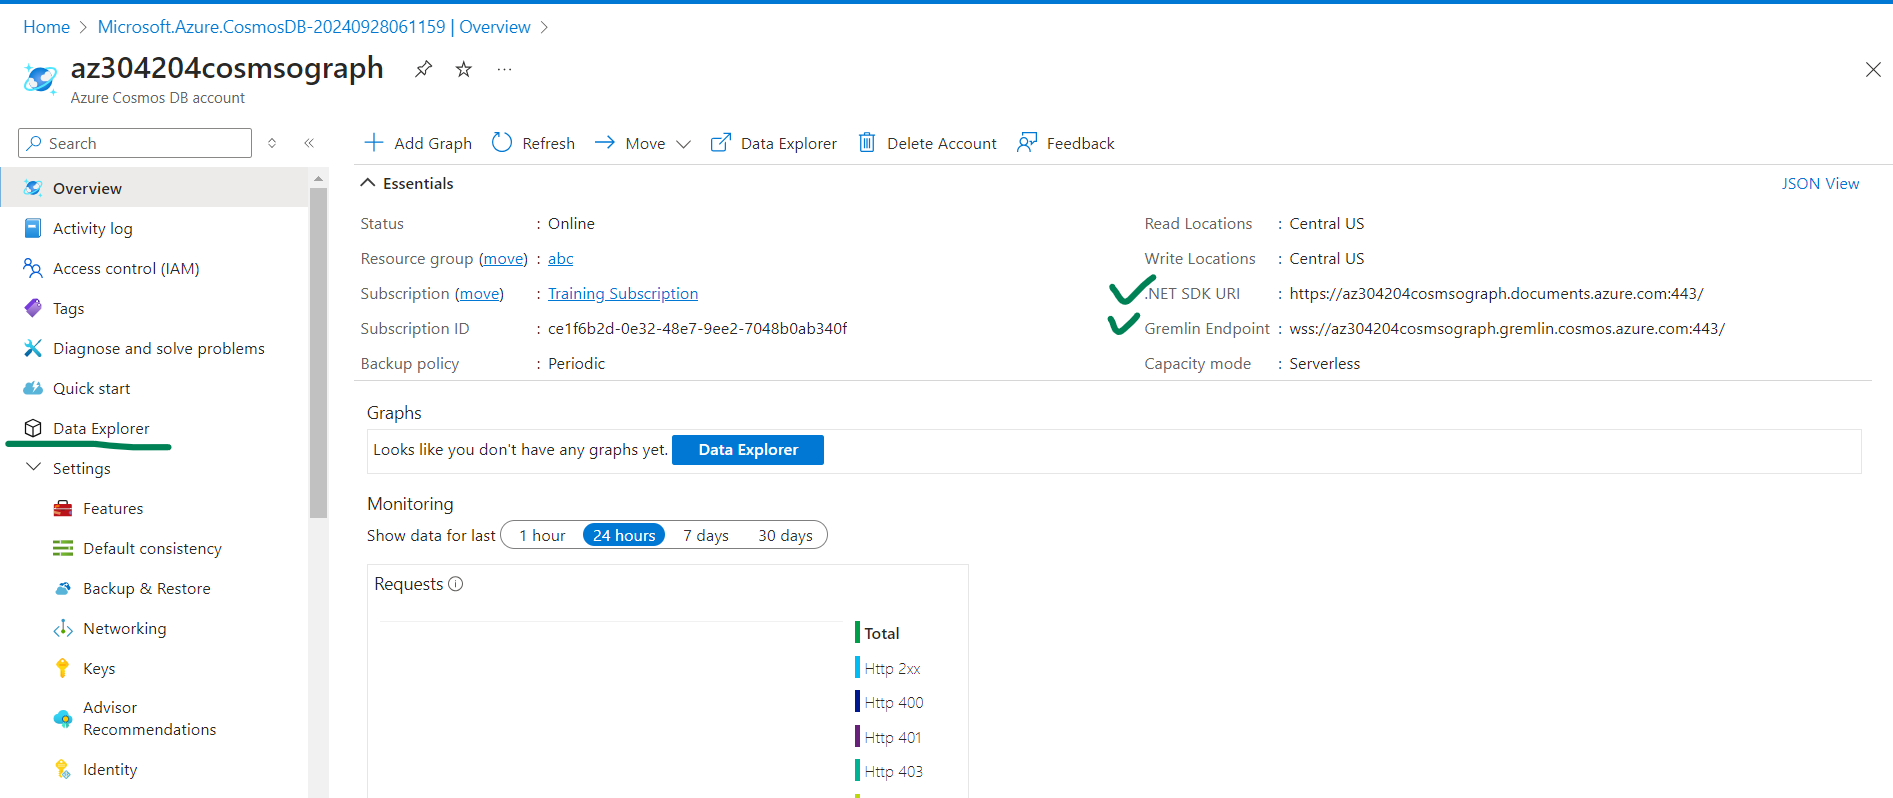 Home > Microsoft.Azure.CosmosDB-20240928061159 | Overview >
az304204cosmsograph ...
Azure Cosmos DB account
Search
Add Graph Refresh Move Data Explorer Delete Account Feedback
Overview
Activity log
Access control (IAM)
Tags
Diagnose and solve problems
Quick start
Data Explorer
Settings
Features
Default consistency
Backup & Restore
Networking
Keys
Advisor
Recommendations
Identity
Essentials JSON View
Status : Online
Resource group (move) : abc
Subscription (move) : Training Subscription
Subscription ID : ce1f6b2d-0e32-48e7-9ee2-7048b0ab340f
Backup policy : Periodic
Read Locations : Central US
Write Locations : Central US
.NET SDK URI : https://az304204cosmsograph.documents.azure.com:443/
Gremlin Endpoint : wss://az304204cosmsograph.gremlin.cosmos.azure.com:443/
Capacity mode : Serverless
Graphs
Looks like you don't have any graphs yet. Data Explorer
Monitoring
Show data for last 1 hour 24 hours 7 days 30 days
Requests
Total
Http 2xx
Http 400
Http 401
Http 403